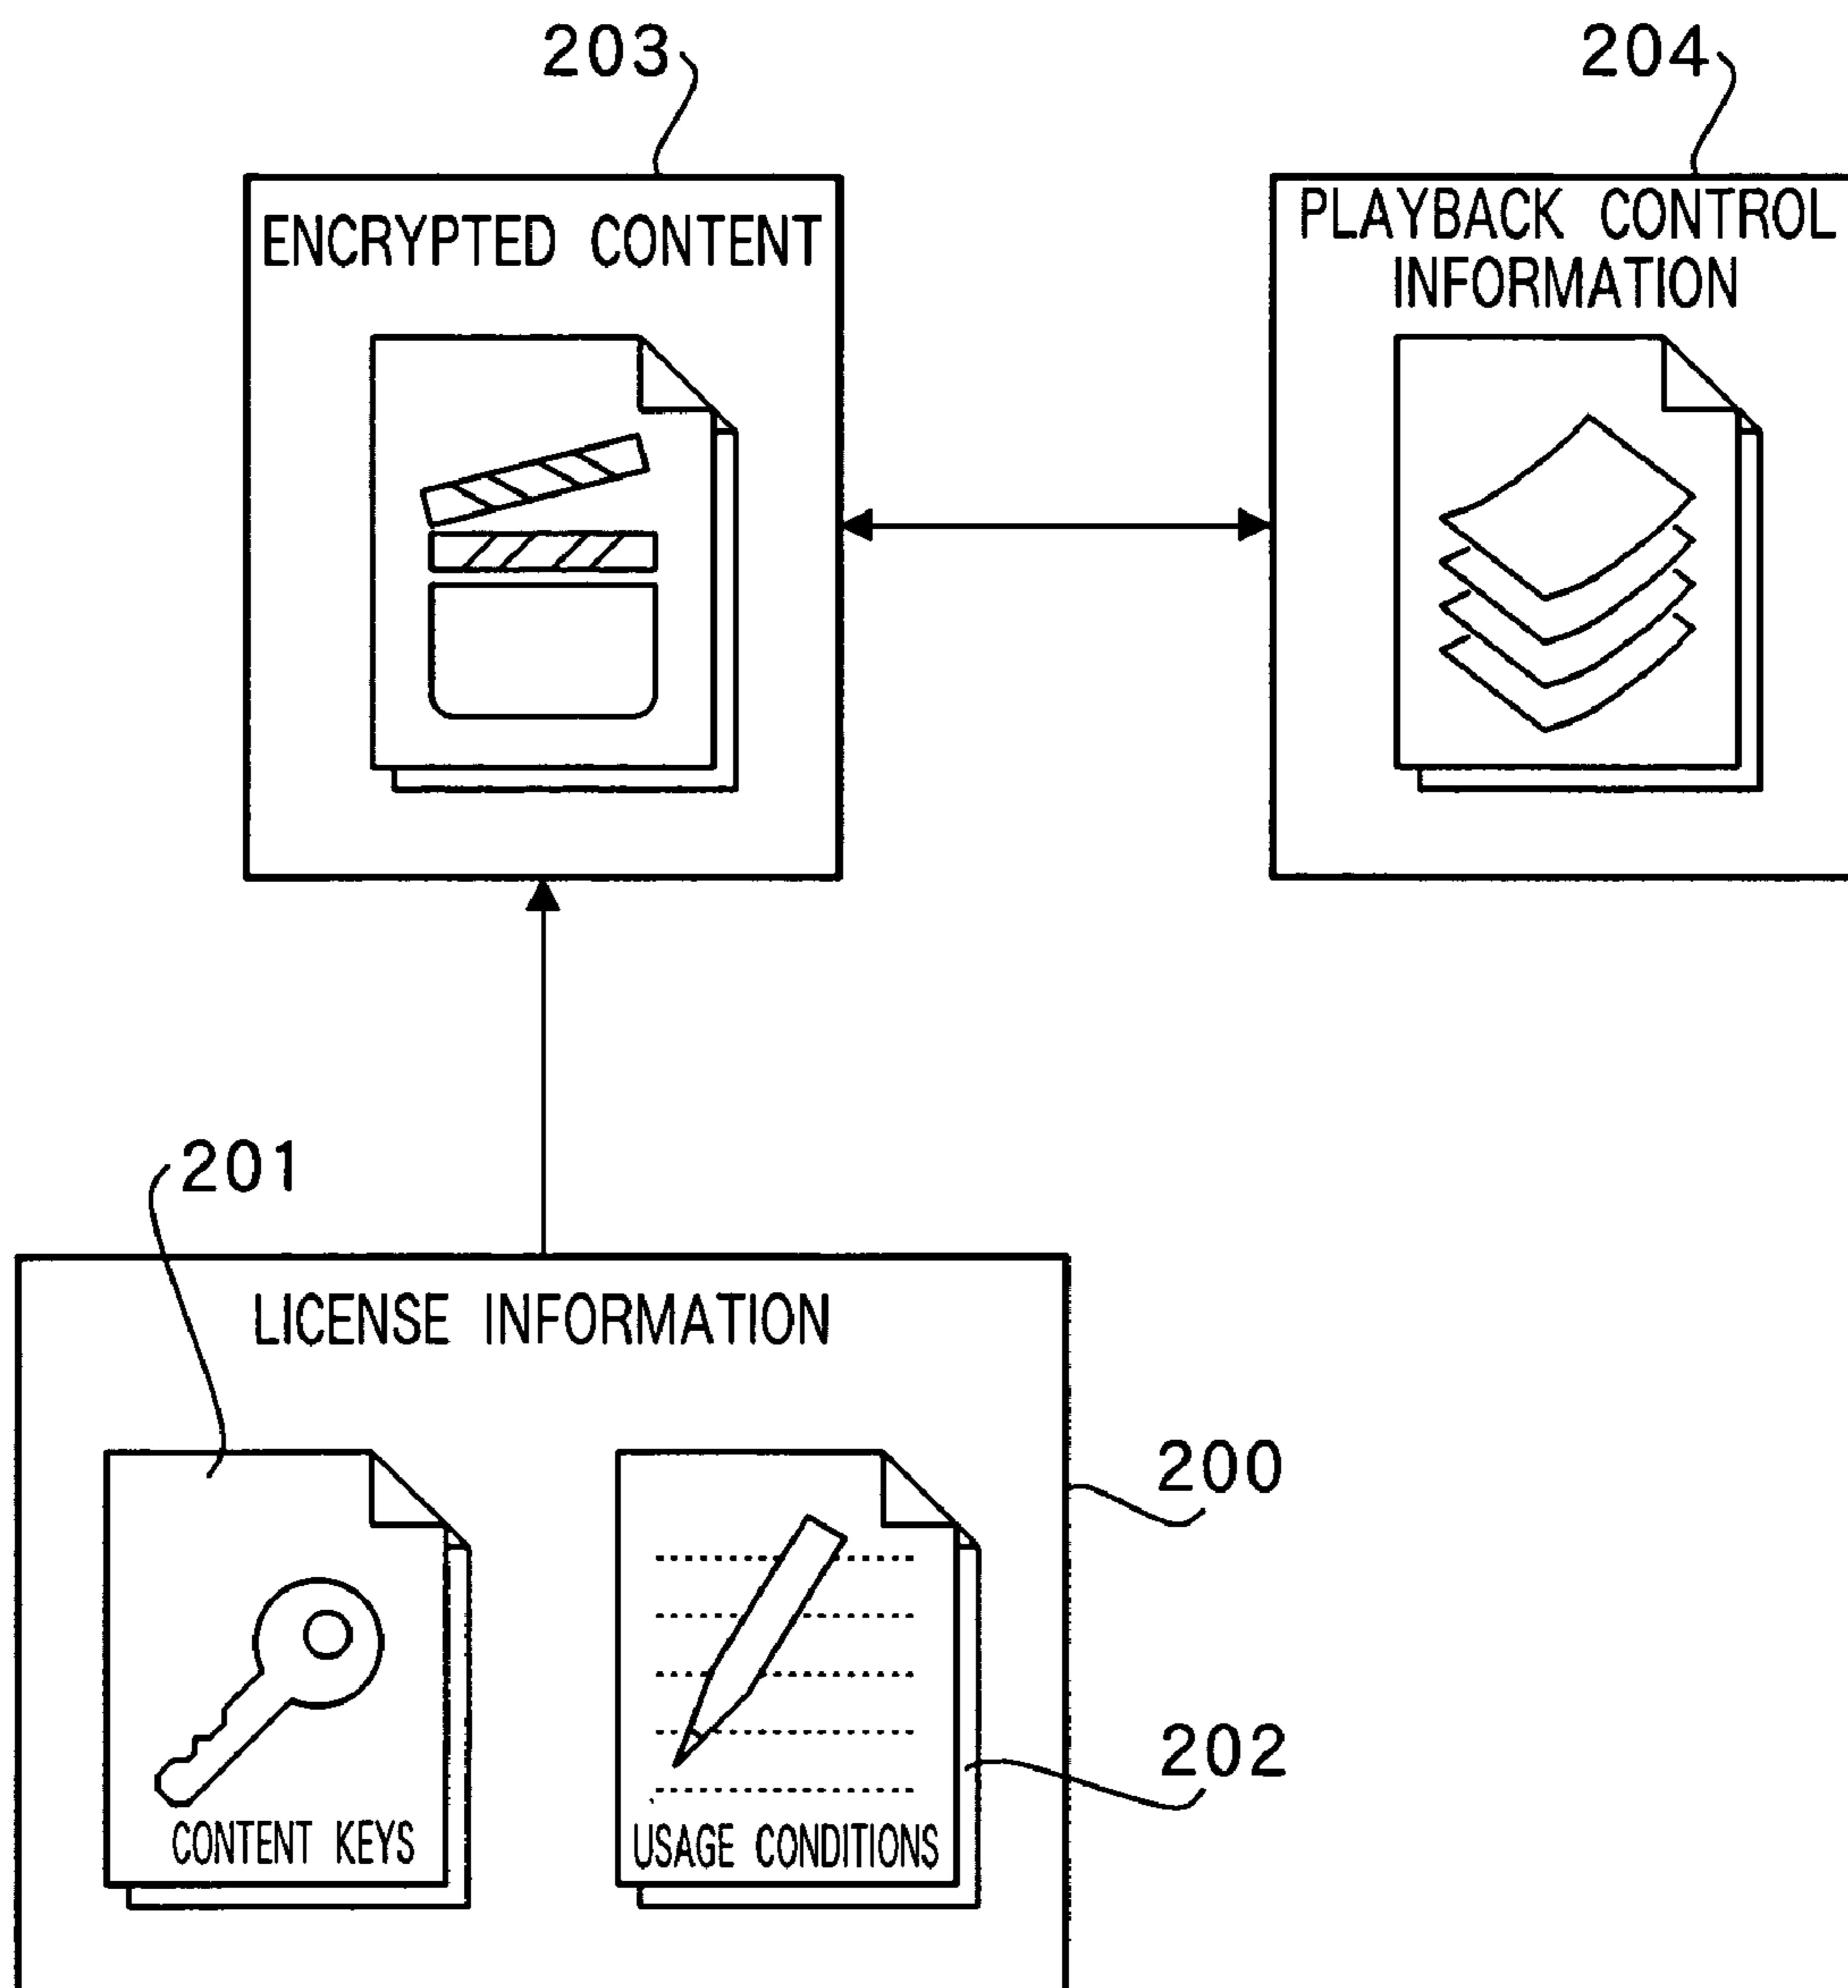 203
204
ENCRYPTED CONTENT
PLAYBACK CONTROL
INFORMATION
201
LICENSE INFORMATION
200
202
CONTENT KEYS
USAGE CONDITIONS